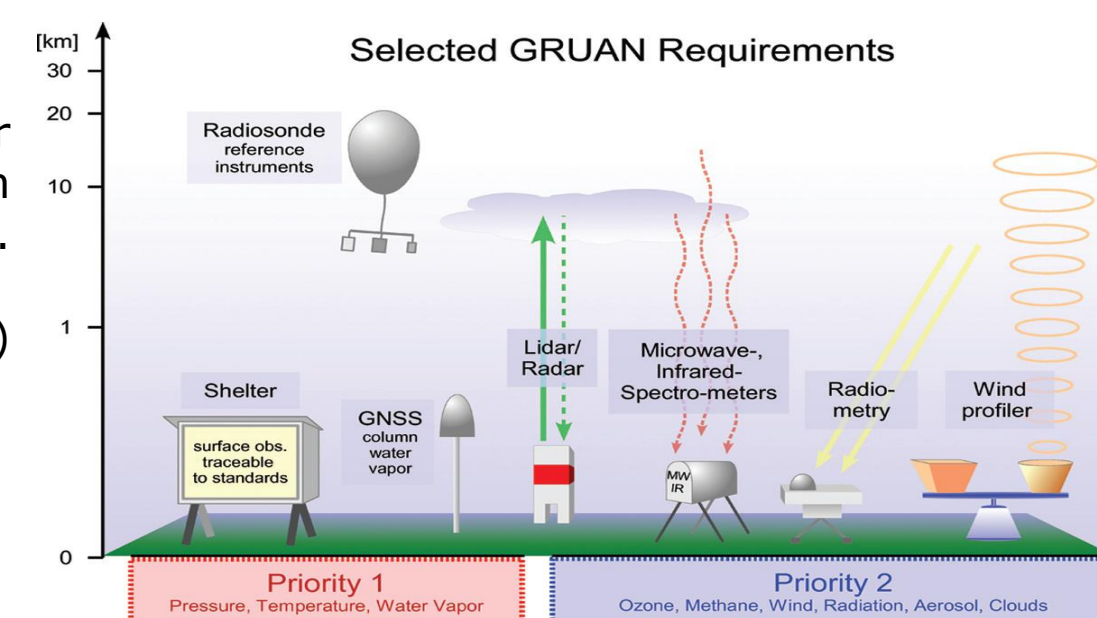 Selected GRUAN Requirements
[km]
30
20
10
1
0
r
n
.
)
Radiosonde
reference
instruments
Shelter
surface obs.
traceable
to standards
GNSS
column
water
vapor
Lidar/
Radar
Microwave-,
Infrared-
Spectro-meters
MW
IR
Radio-
metry
Wind
profiler
Priority 1
Pressure, Temperature, Water Vapor
Priority 2
Ozone, Methane, Wind, Radiation, Aerosol, Clouds